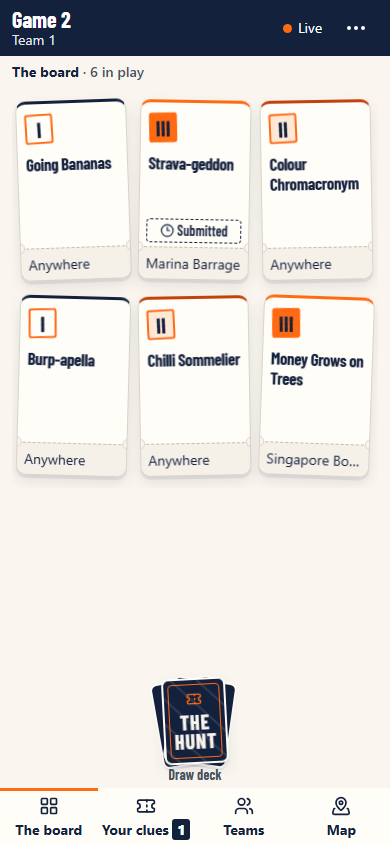 Game 2
Team 1
Live
The board · 6 in play
I
Going Bananas
Anywhere
III
Strava-geddon
Submitted
Marina Barrage
II
Colour
Chromacronym
Anywhere
I
Burp-apella
Anywhere
II
Chilli Sommelier
Anywhere
III
Money Grows on
Trees
Singapore Bo...
THE
HUNT
Draw deck
The board
Your clues 1
Teams
Map